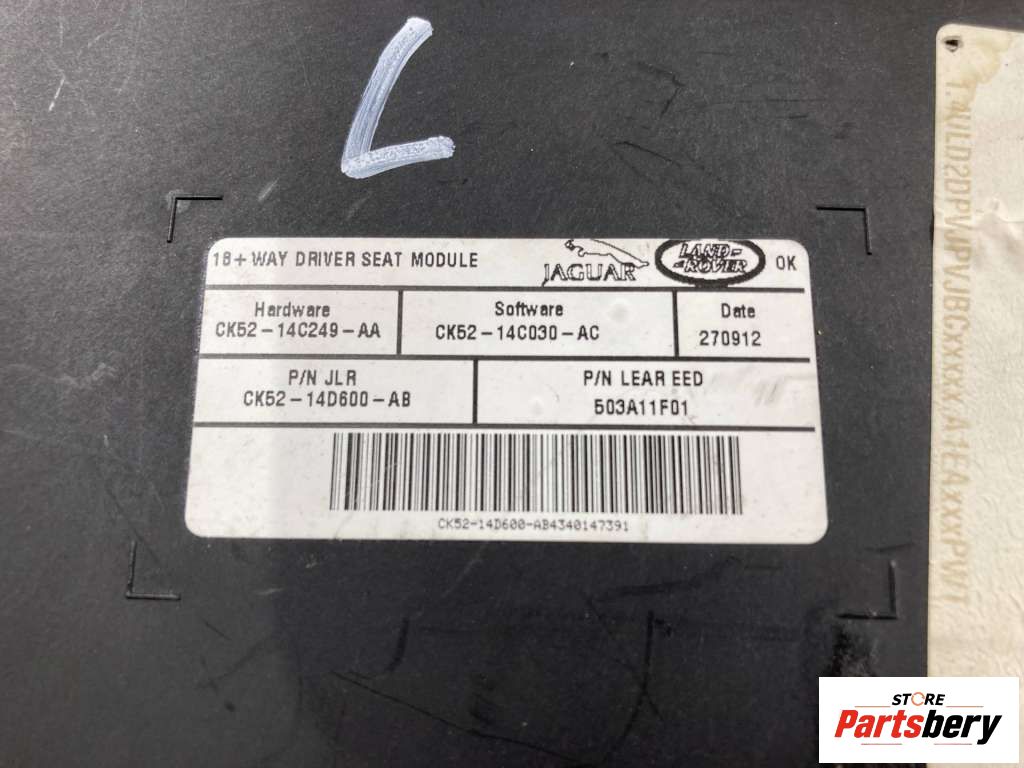 L
16+ WAY DRIVER SEAT MODULE
JAGUAR
LAND-
-ROVER
OK
Hardware
CK52-14C249-AA
Software
CK52-14C030-AC
Date
270912
P/N JLR
CK52-14D600-AB
P/N LEAR EED
503A11F01
CK52-14D600-AB4340147391
STORE
Partsbery